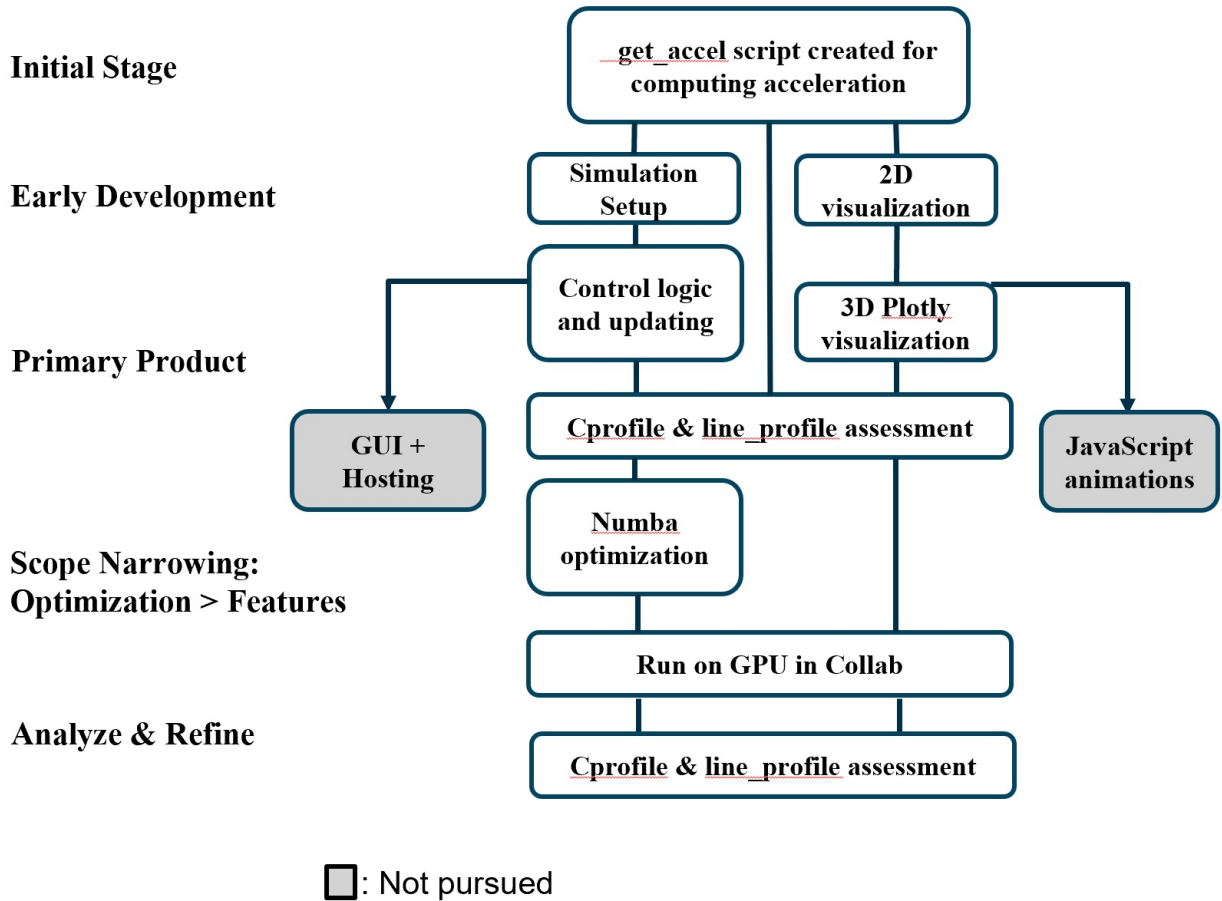 Initial Stage
get_accel script created for
computing acceleration
Early Development
Simulation
Setup
2D
visualization
Control logic
and updating
3D Plotly
visualization
Primary Product
GUI +
Hosting
Cprofile & line_profile assessment
JavaScript
animations
Scope Narrowing:
Optimization > Features
Numba
optimization
Run on GPU in Collab
Analyze & Refine
Cprofile & line_profile assessment
: Not pursued